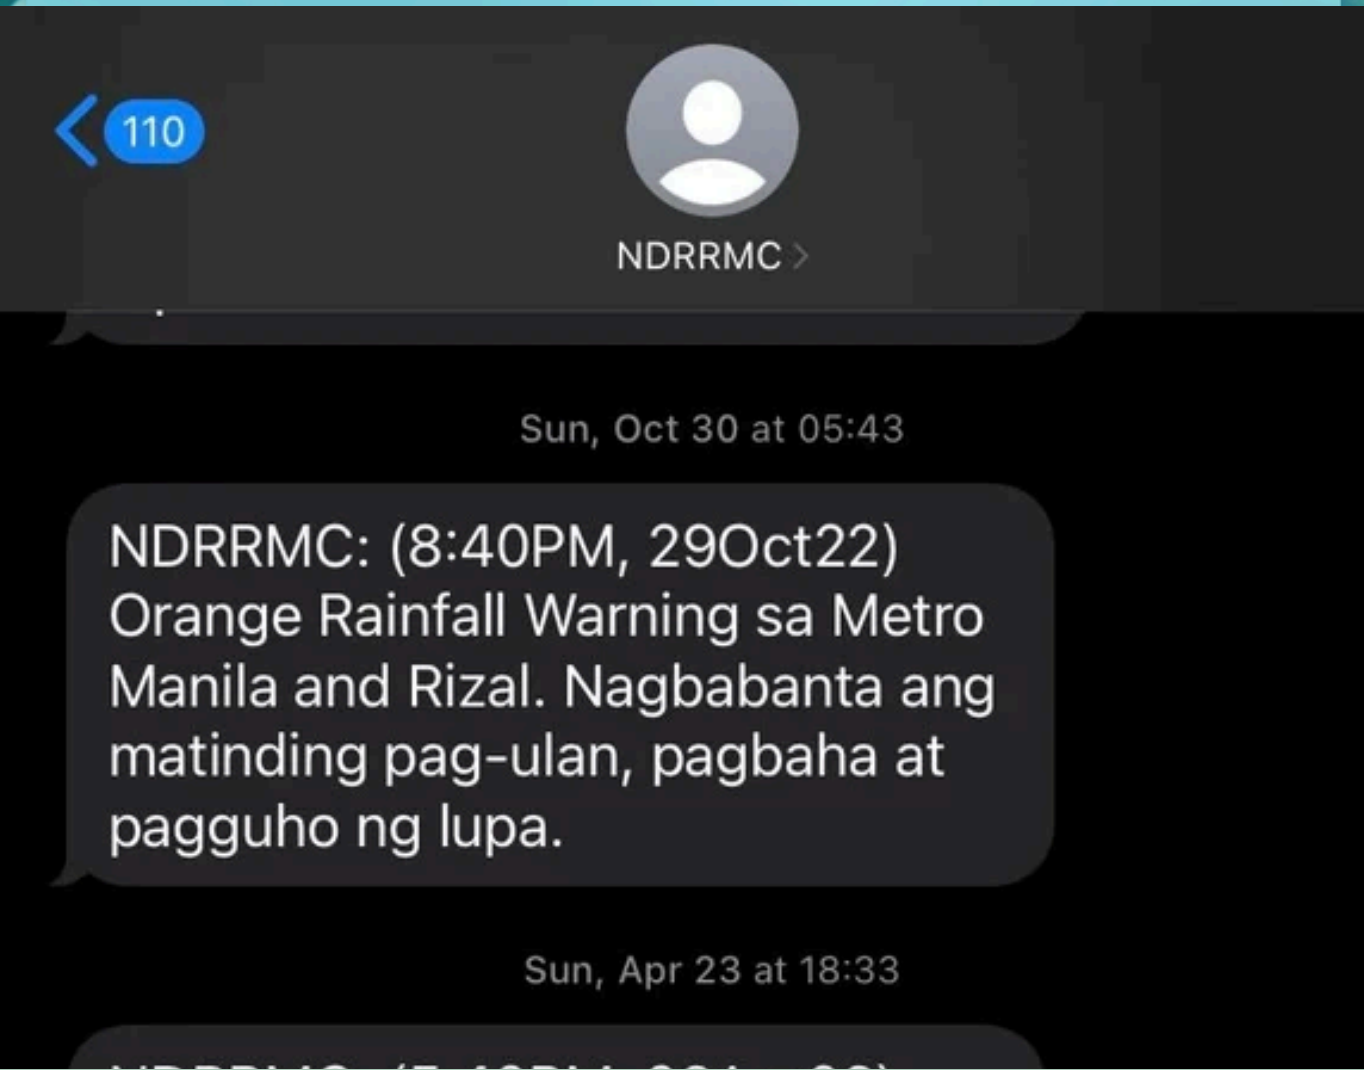 110
NDRRMC
Sun, Oct 30 at 05:43
NDRRMC: (8:40PM, 29Oct22)
Orange Rainfall Warning sa Metro
Manila and Rizal. Nagbabanta ang
matinding pag-ulan, pagbaha at
pagguho ng lupa.
Sun, Apr 23 at 18:33